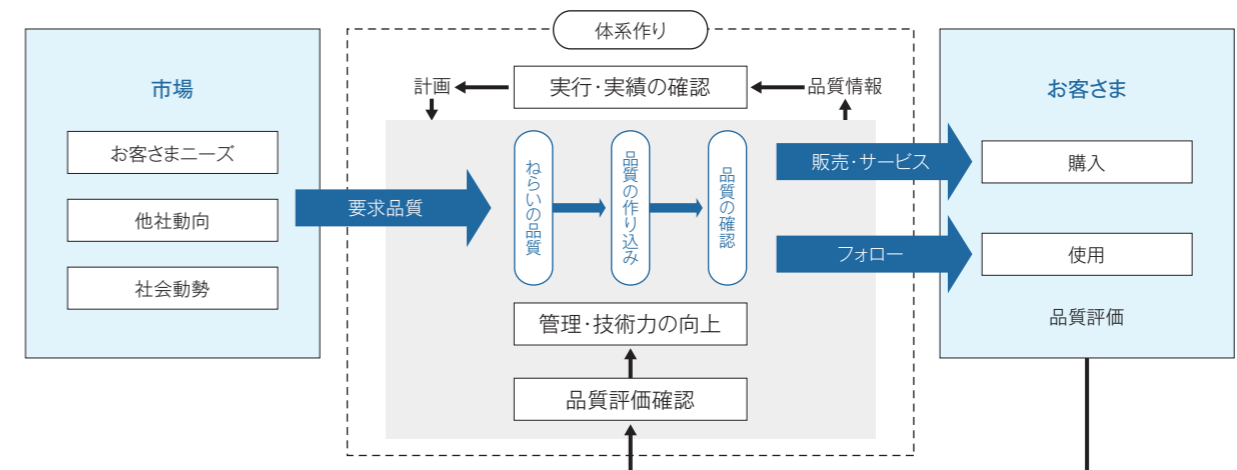 体系作り
市場
お客さまニーズ
他社動向
社会動勢
要求品質
計画
実行・実績の確認
品質情報
ねらいの品質
品質の作り込み
品質の確認
管理・技術力の向上
品質評価確認
販売・サービス
フォロー
お客さま
購入
使用
品質評価